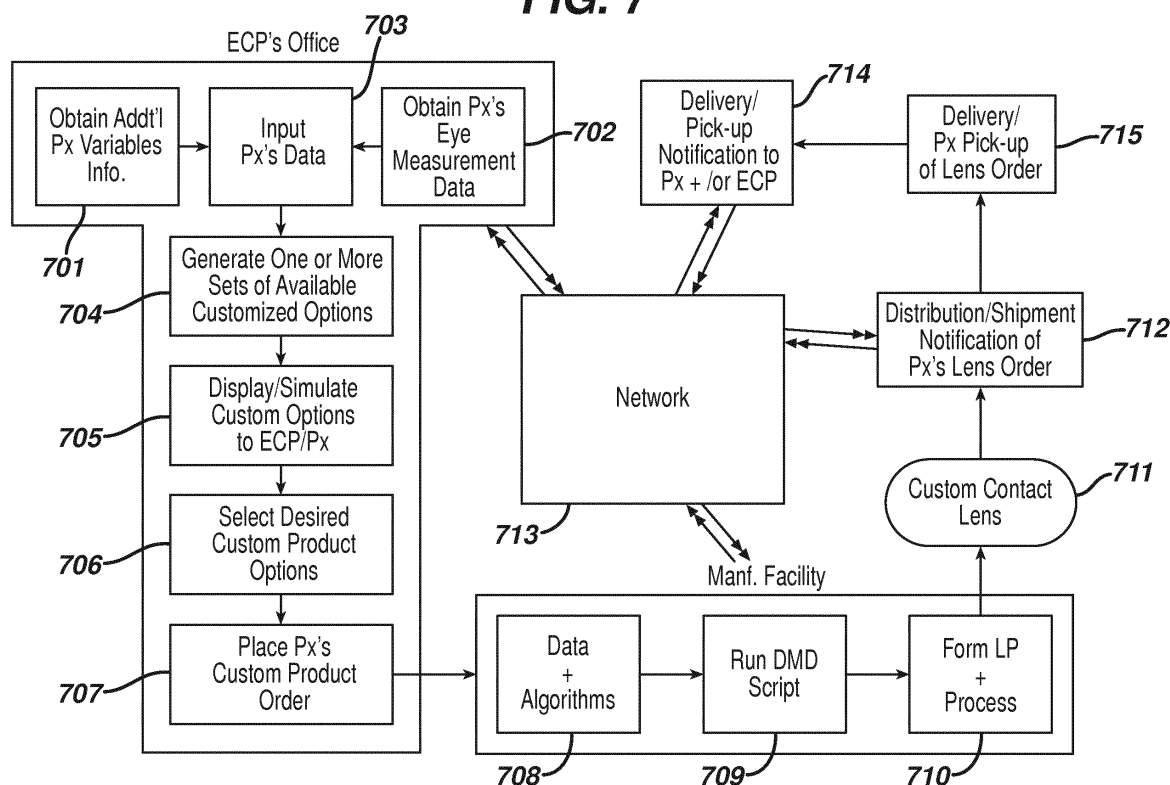 FIG. 7
ECP's Office
703
Obtain Addt'l
Px Variables
Info.
Input
Px's Data
Obtain Px's
Eye
Measurement
Data
702
701
Generate One or More
Sets of Available
Customized Options
704
Display/Simulate
Custom Options
to ECP/Px
705
Select Desired
Custom Product
Options
706
Place Px's
Custom Product
Order
707
714
Delivery/
Pick-up
Notification to
Px + /or ECP
Delivery/
Px Pick-up
of Lens Order
715
Distribution/Shipment
Notification of
Px's Lens Order
712
Network
713
Custom Contact
Lens
711
Manf. Facility
Data
+
Algorithms
Run DMD
Script
Form LP
+
Process
708
709
710